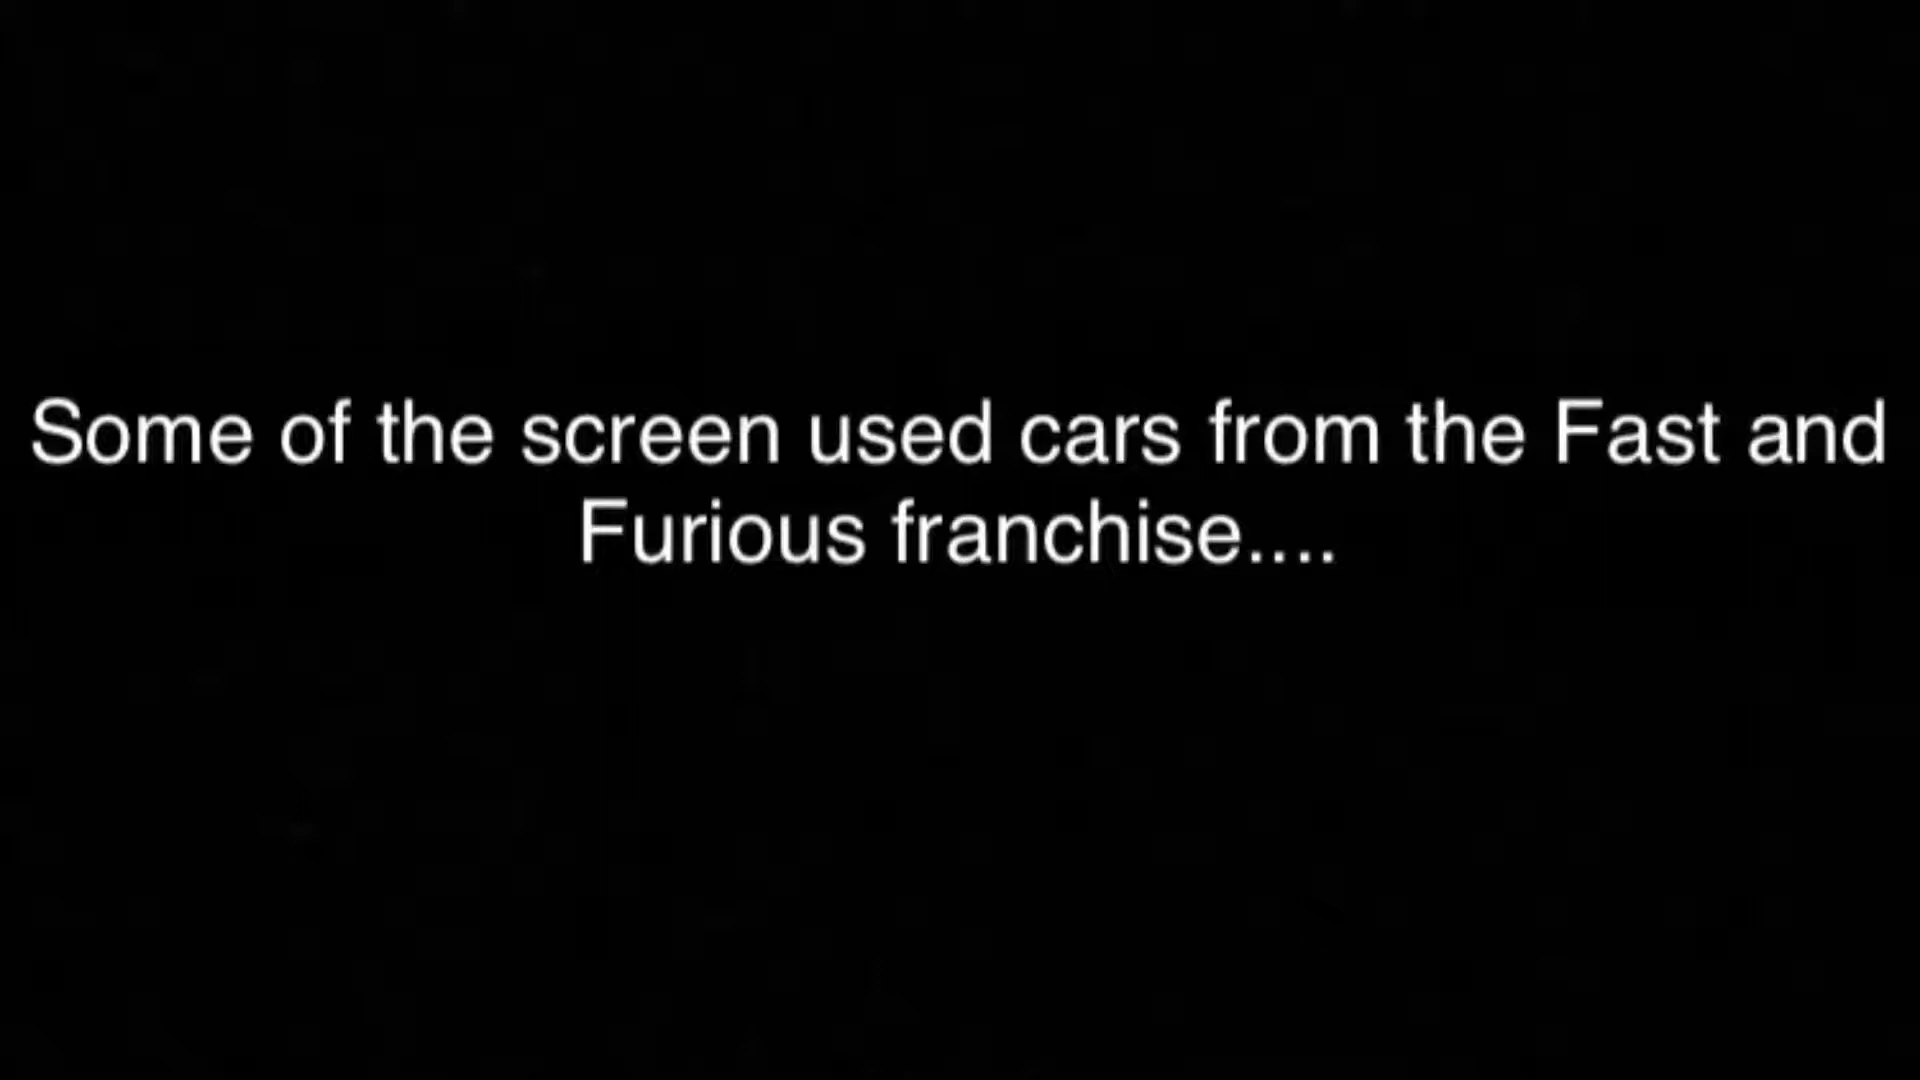 Some of the screen used cars from the Fast and
Furious franchise....